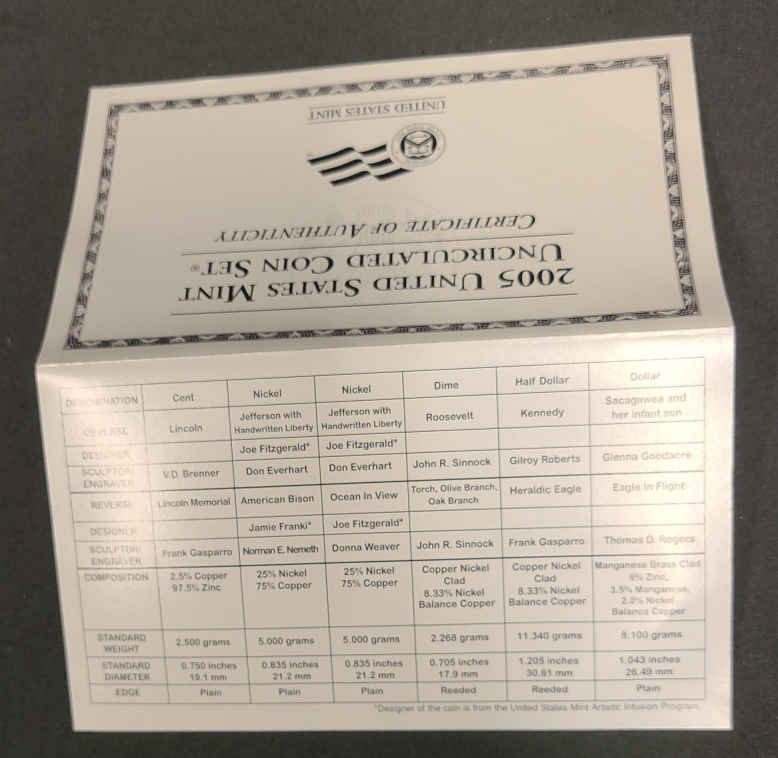 UNITED STATES MINT
CERTIFICATE OF AUTHENTICITY
UNCIRCULATED COIN SET®
2005 UNITED STATES MINT
DENOMINATION Cent Nickel Nickel Dime Half Dollar Dollar
OBVERSE Lincoln Jefferson with Handwritten Liberty Jefferson with Handwritten Liberty Roosevelt Kennedy Sacagawea and her infant son
DESIGNER Joe Fitzgerald* Joe Fitzgerald*
SCULPTOR/ENGRAVER V.D. Brenner Don Everhart Don Everhart John R. Sinnock Gilroy Roberts Glenna Goodacre
REVERSE Lincoln Memorial American Bison Ocean In View Torch, Olive Branch, Oak Branch Heraldic Eagle Eagle In Flight
DESIGNER Jamie Franki* Joe Fitzgerald*
SCULPTOR/ENGRAVER Frank Gasparro Norman E. Nemeth Donna Weaver John R. Sinnock Frank Gasparro Thomas D. Rogers
COMPOSITION 2.5% Copper 97.5% Zinc 25% Nickel 75% Copper 25% Nickel 75% Copper Copper Nickel Clad 8.33% Nickel Balance Copper Copper Nickel Clad 8.33% Nickel Balance Copper Manganese Brass Clad 6% Zinc, 3.5% Manganese, 2.0% Nickel Balance Copper
STANDARD WEIGHT 2.500 grams 5.000 grams 5.000 grams 2.268 grams 11.340 grams 8.100 grams
STANDARD DIAMETER 0.750 inches 19.1 mm 0.835 inches 21.2 mm 0.835 inches 21.2 mm 0.705 inches 17.9 mm 1.205 inches 30.61 mm 1.043 inches 26.49 mm
EDGE Plain Plain Plain Reeded Reeded Plain
*Designer of the coin is from the United States Mint Artistic Infusion Program.